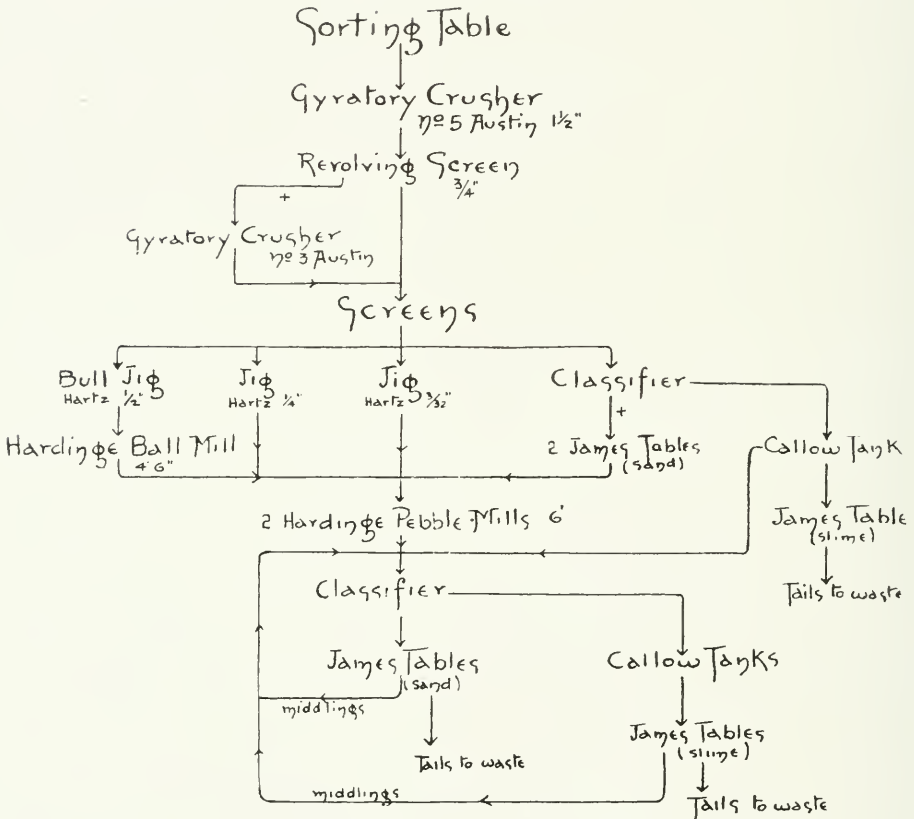 Sorting Table
Gyratory Crusher
No 5 Austin 1½"
Revolving Screen
¾"
+
Gyratory Crusher
No 3 Austin
Screens
Bull Jig
Hartz ½"
Jig
Hartz ¼"
Jig
Hartz 3/32"
Classifier
+
Hardinge Ball Mill
4' 6"
2 James Tables
(sand)
Callow Tank
2 Hardinge Pebble-Mills 6'
James Table
(slime)
Tails to waste
Classifier
James Tables
(sand)
middlings
Callow Tanks
Tails to waste
James Tables
(slime)
middlings
Tails to waste